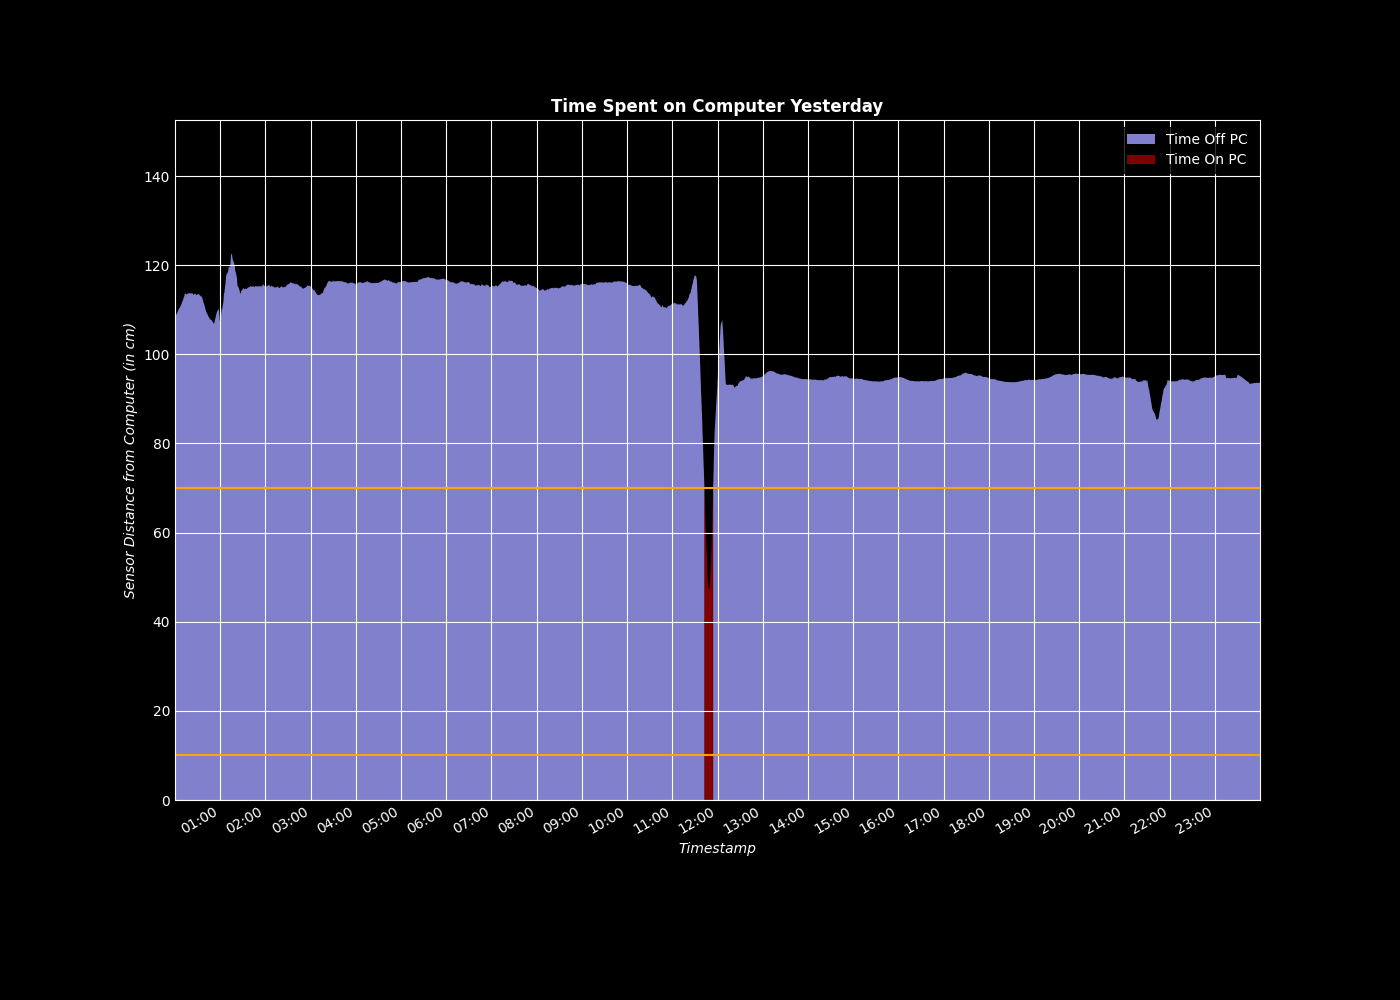 Time Spent on Computer Yesterday
Time Off PC
Time On PC
Sensor Distance from Computer (in cm)
140
120
100
80
60
40
20
0
01:00 02:00 03:00 04:00 05:00 06:00 07:00 08:00 09:00 10:00 11:00 12:00 13:00 14:00 15:00 16:00 17:00 18:00 19:00 20:00 21:00 22:00 23:00
Timestamp